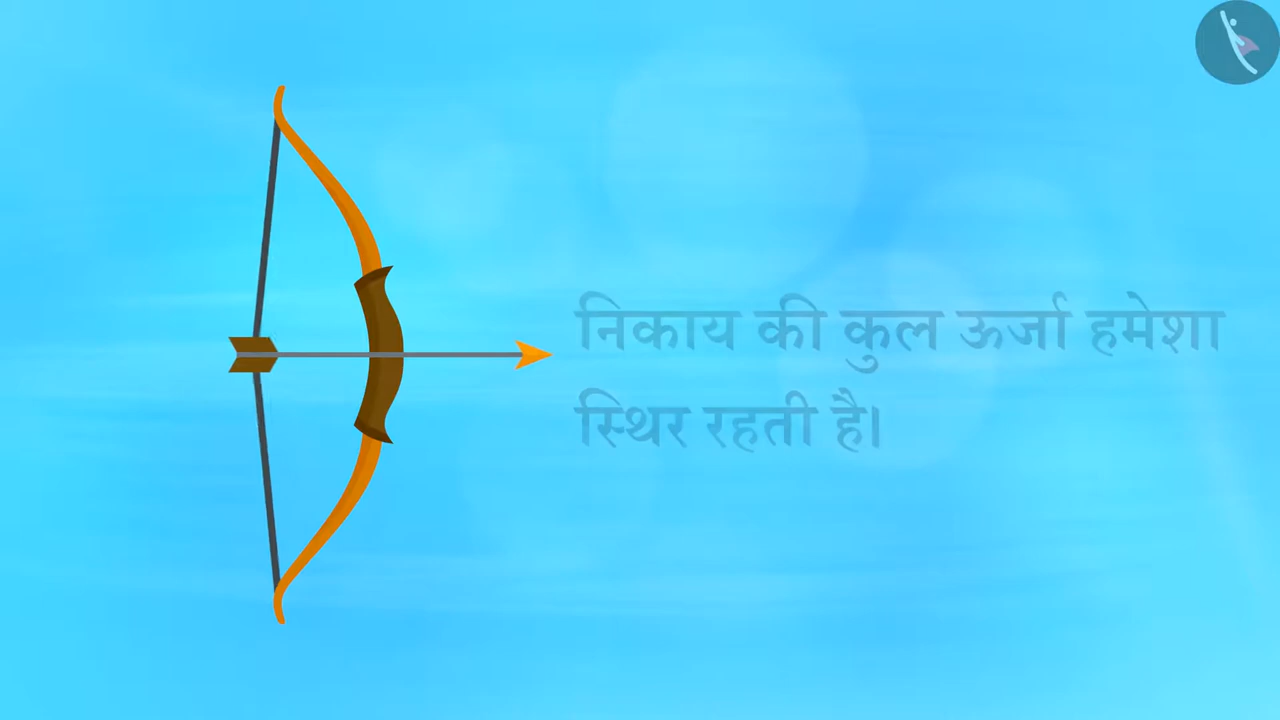 निकाय की कुल ऊर्जा हमेशा
स्थिर रहती है।